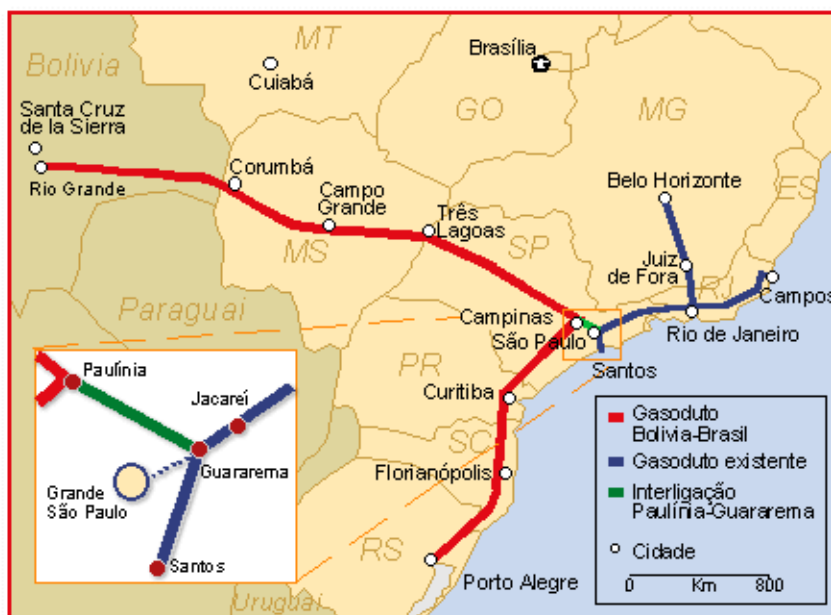 MT
Brasília
Bolivia
Cuiabá
GO
MG
Santa Cruz
de la Sierra
Rio Grande
Corumbá
Campo
Grande
Três
Lagoas
Belo Horizonte
ES
MS
SP
Juiz
de Fora
RJ
Campos
Paraguai
Campinas
São Paulo
Rio de Janeiro
Santos
PR
Curitiba
SC
Florianópolis
RS
Porto Alegre
Uruguai
Paulínia
Jacareí
Guararema
Grande
São Paulo
Santos
Gasoduto
Bolivia-Brasil
Gasoduto existente
Interligação
Paulínia-Guararema
Cidade
0 Km 800